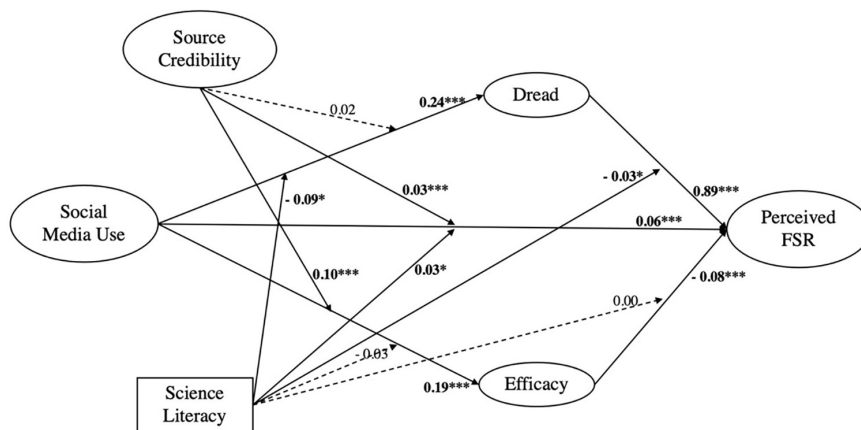 Source
Credibility
0.02
0.24***
Dread
- 0.03*
0.03***
- 0.09*
0.89***
Social
Media Use
0.06***
Perceived
FSR
0.10***
0.03*
- 0.08***
0.00
- 0.03
Science
Literacy
0.19***
Efficacy